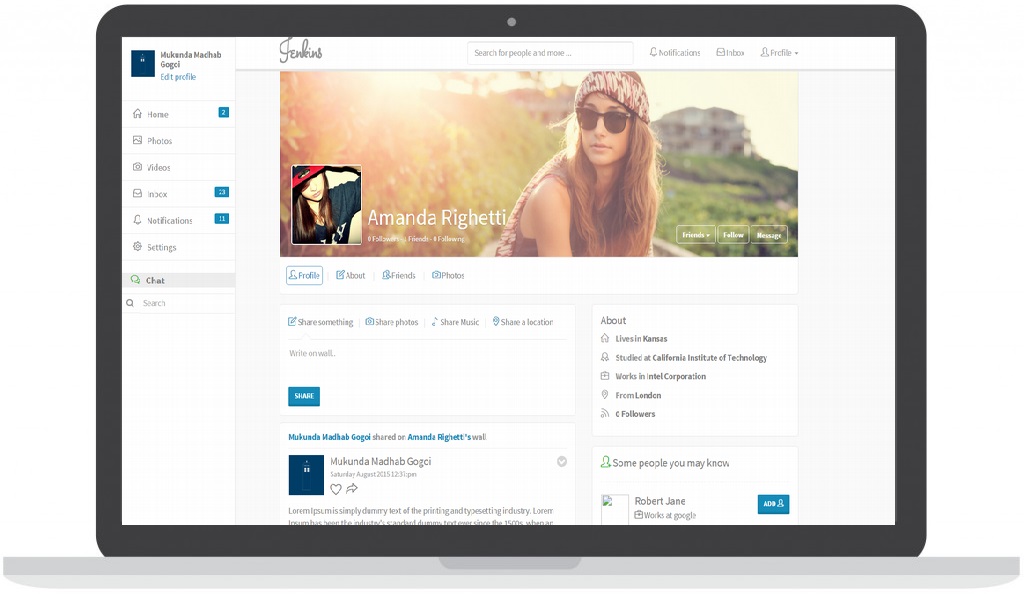 Mukunda Madhab
Gogoi
Edit profile
Home 2
Photos
Videos
Inbox 23
Notifications 11
Settings
Chat
Search
Jenkins
Search for people and more ...
Notifications
Inbox
Profile
Amanda Righetti
0 Followers - Friends - 0 Following
Friends
Follow
Message
Profile
About
Friends
Photos
Share something
Share photos
Share Music
Share a location
Write on wall..
SHARE
Mukunda Madhab Gogoi shared on Amanda Righetti's wall
Mukunda Madhab Gogoi
Saturday August 2015 12:31:pm
Lorem Ipsum is simply dummy text of the printing and typesetting industry. Lorem
Ipsum has been the industry's standard dummy text ever since the 1500s, when an
About
Lives in Kansas
Studied at California Institute of Technology
Works in Intel Corporation
From London
0 Followers
Some people you may know
Robert Jane
Works at google
ADD